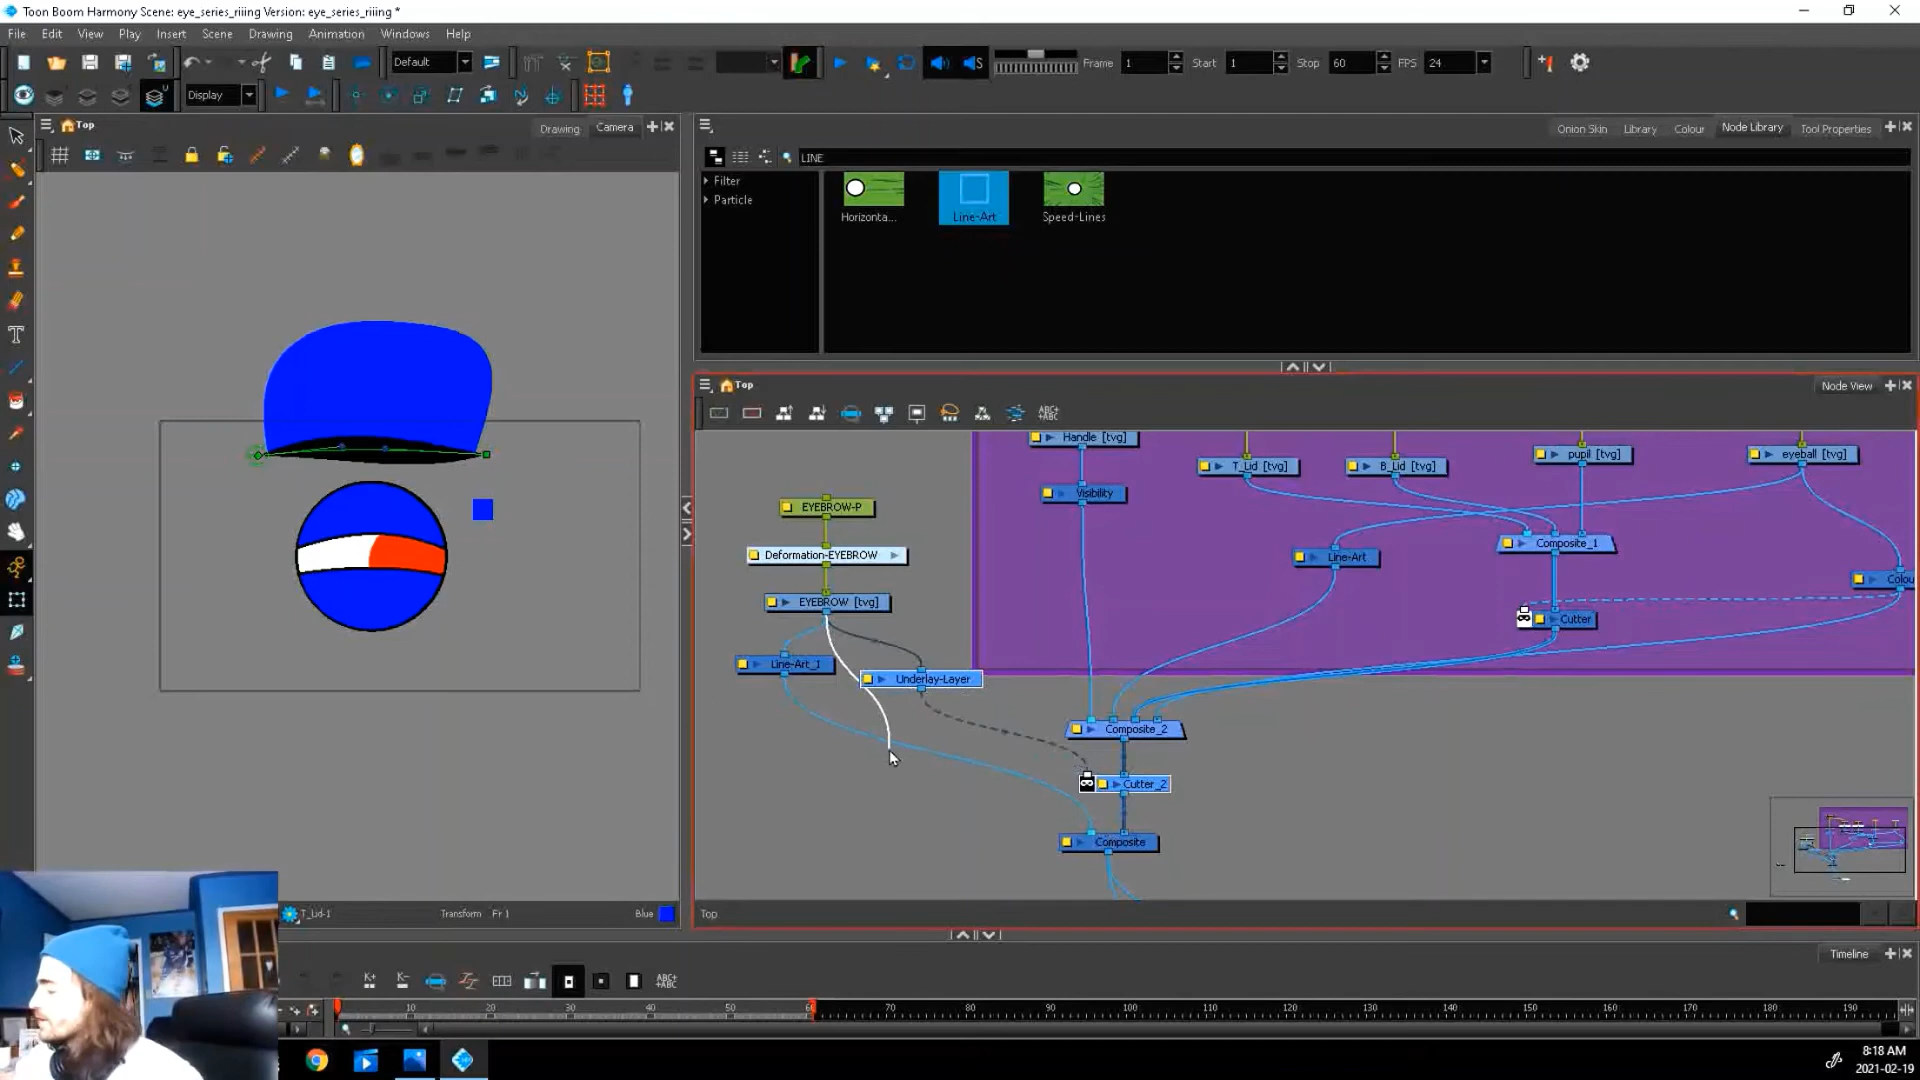 Toon Boom Harmony Scene: eye_series_riiing Version: eye_series_riiing *
File Edit View Play Insert Scene Drawing Animation Windows Help
Default Frame 1 Start 1 Stop 60 FPS 24
Display
Top Drawing Camera
Onion Skin Library Colour Node Library Tool Properties
LINE
Filter
Particle
Horizonta... Line-Art Speed-Lines
Top Node View
Handle [tvg]
T_Lid [tvg] B_Lid [tvg] pupil [tvg] eyeball [tvg]
Visibility
EYEBROW-P
Composite_1
Deformation-EYEBROW
Line-Art
Colou
EYEBROW [tvg]
Cutter
Line-Art_1
Underlay-Layer
Composite_2
Cutter_2
Composite
T_Lid-1 Transform Fr 1 Blue
Top
Timeline
K+ K- ABC+ +ABC
10 20 30 40 50 60 70 80 90 100 110 120 130 140 150 160 170 180 190
8:18 AM
2021-02-19